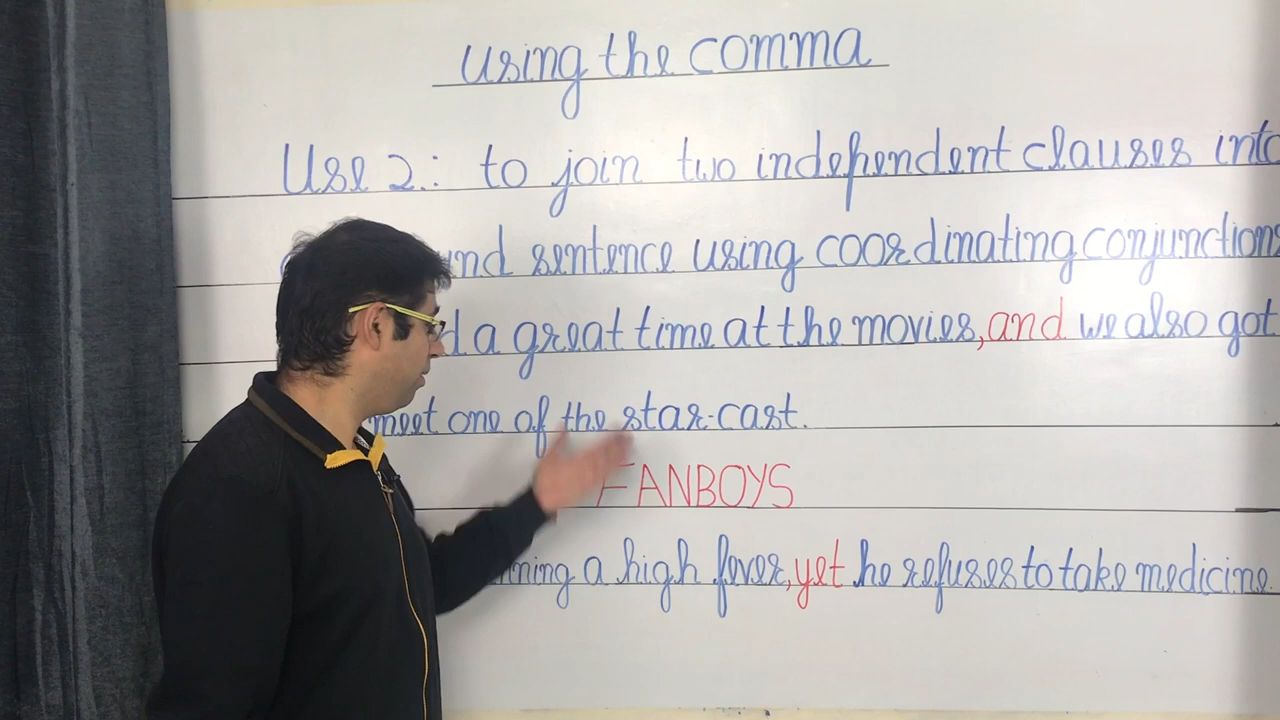 using the comma
Use 2.: to join two independent clauses into
sentence using coordinating conjunctions
a great time at the movies, and we also got
meet one of the star-cast.
FANBOYS
a high fever, yet he refuses to take medicine.